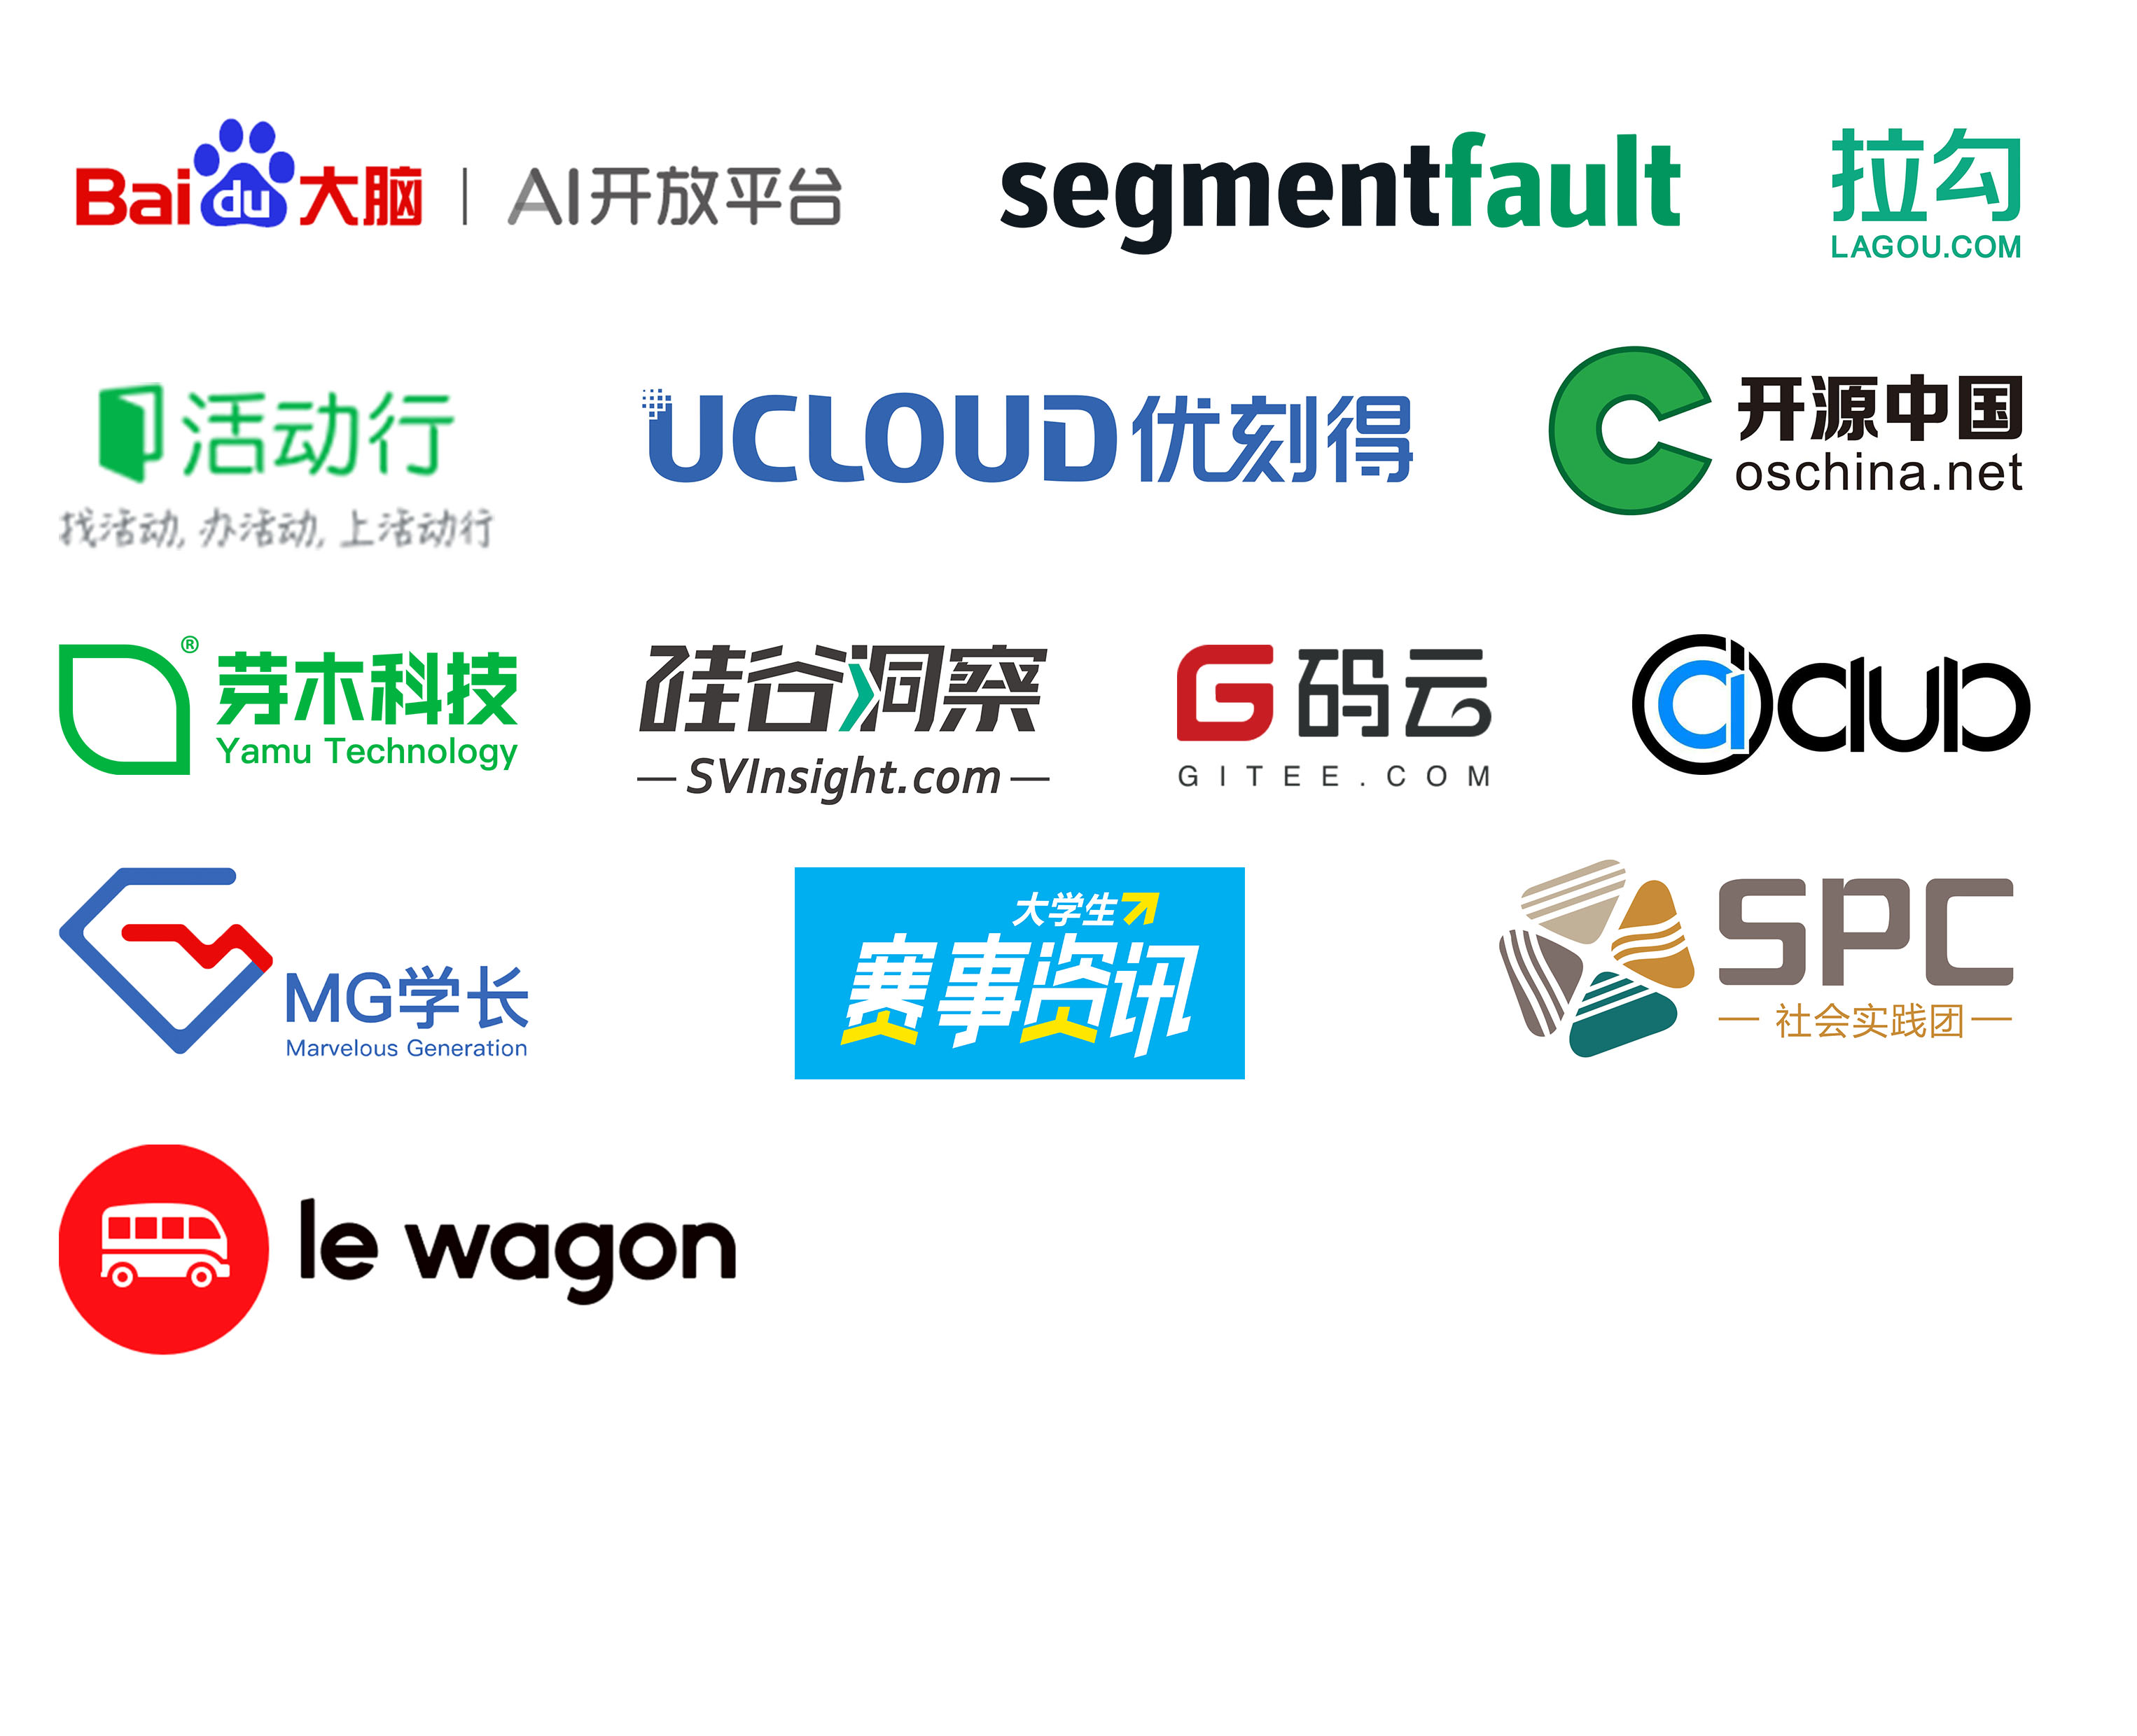 Baidu大脑 | AI开放平台
segmentfault
拉勾
LAGOU.COM
活动行
找活动, 办活动, 上活动行
UCLOUD优刻得
开源中国
oschina.net
芽木科技®
Yamu Technology
硅谷洞察
—SVInsight.com—
G 码云
GITEE.COM
ai club
MG学长
Marvelous Generation
大学生
赛事资讯
SPC
— 社会实践团 —
le wagon